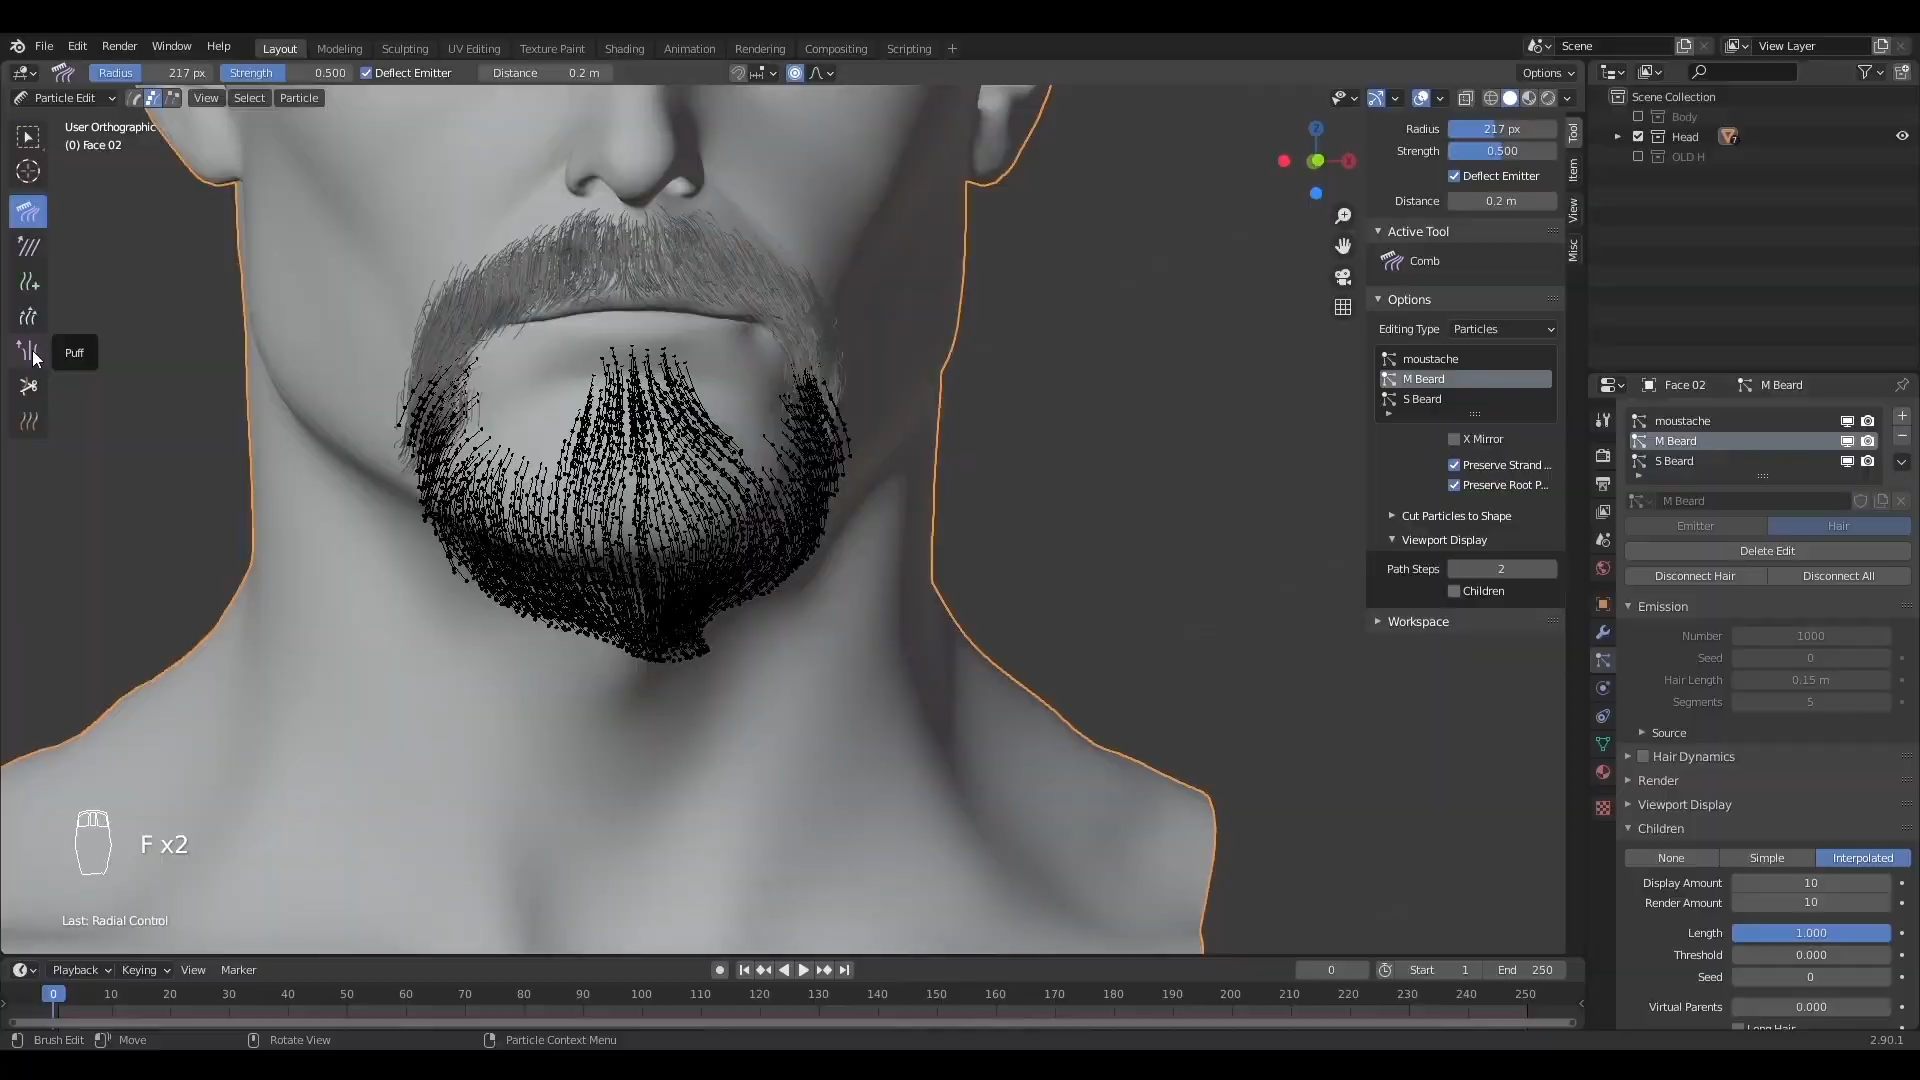 File Edit Render Window Help Layout Modeling Sculpting UV Editing Texture Paint Shading Animation Rendering Compositing Scripting + Scene View Layer
Radius 217 px Strength 0.500 Deflect Emitter Distance 0.2 m Options
Particle Edit View Select Particle
User Orthographic
(0) Face 02
Puff
F x2
Last: Radial Control
Z
X
Radius 217 px
Strength 0.500
Deflect Emitter
Distance 0.2 m
Active Tool
Comb
Options
Editing Type Particles
moustache
M Beard
S Beard
X Mirror
Preserve Strand ...
Preserve Root P...
Cut Particles to Shape
Viewport Display
Path Steps 2
Children
Workspace
Tool
Item
View
Misc
Scene Collection
Body
Head 7
OLD H
Face 02 M Beard
moustache
M Beard
S Beard
M Beard
Emitter Hair
Delete Edit
Disconnect Hair Disconnect All
Emission
Number 1000
Seed 0
Hair Length 0.15 m
Segments 5
Source
Hair Dynamics
Render
Viewport Display
Children
None Simple Interpolated
Display Amount 10
Render Amount 10
Length 1.000
Threshold 0.000
Seed 0
Virtual Parents 0.000
Long Hair
Playback Keying View Marker 0 Start 1 End 250
0 10 20 30 40 50 60 70 80 90 100 110 120 130 140 150 160 170 180 190 200 210 220 230 240 250
Brush Edit Move Rotate View Particle Context Menu 2.90.1